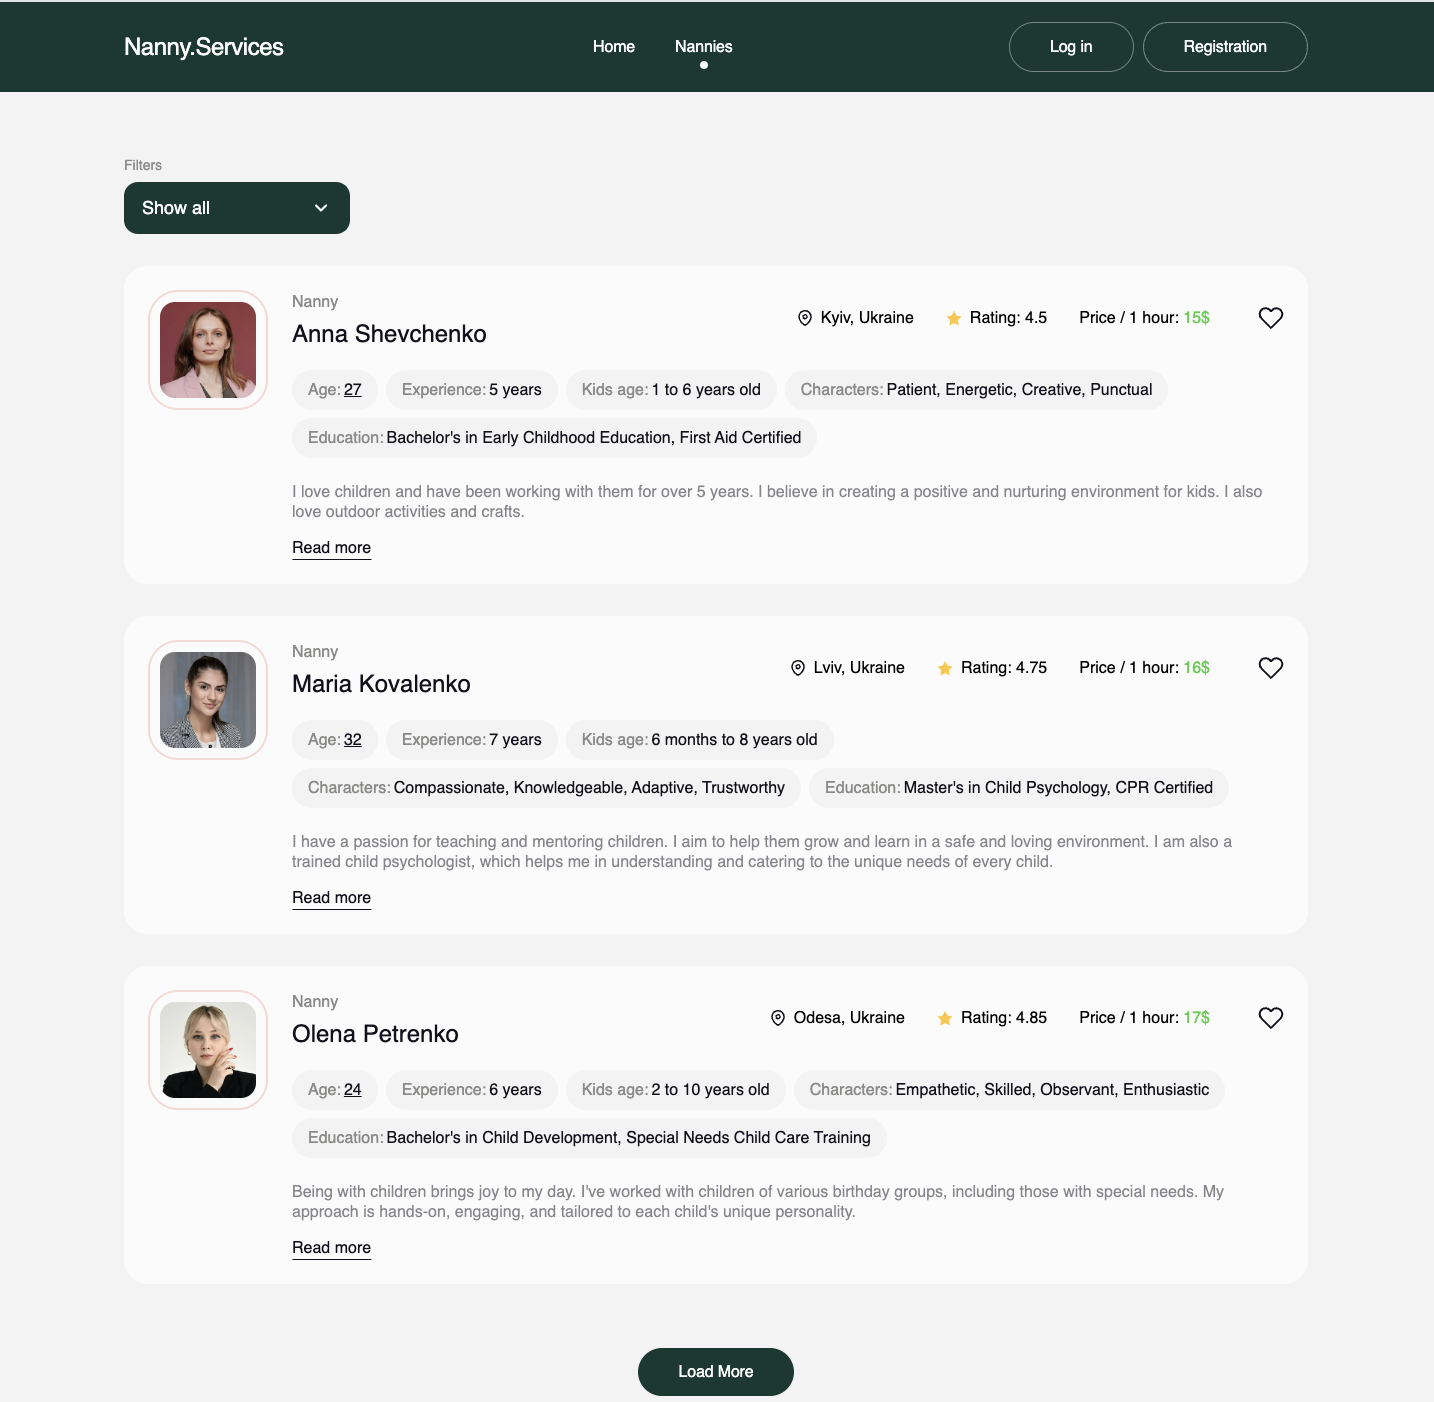 Nanny.Services
Home Nannies
Log in Registration
Filters
Show all
Nanny
Anna Shevchenko
Kyiv, Ukraine Rating: 4.5 Price / 1 hour: 15$
Age: 27 Experience: 5 years Kids age: 1 to 6 years old Characters: Patient, Energetic, Creative, Punctual
Education: Bachelor's in Early Childhood Education, First Aid Certified
I love children and have been working with them for over 5 years. I believe in creating a positive and nurturing environment for kids. I also
love outdoor activities and crafts.
Read more
Nanny
Maria Kovalenko
Lviv, Ukraine Rating: 4.75 Price / 1 hour: 16$
Age: 32 Experience: 7 years Kids age: 6 months to 8 years old
Characters: Compassionate, Knowledgeable, Adaptive, Trustworthy Education: Master's in Child Psychology, CPR Certified
I have a passion for teaching and mentoring children. I aim to help them grow and learn in a safe and loving environment. I am also a
trained child psychologist, which helps me in understanding and catering to the unique needs of every child.
Read more
Nanny
Olena Petrenko
Odesa, Ukraine Rating: 4.85 Price / 1 hour: 17$
Age: 24 Experience: 6 years Kids age: 2 to 10 years old Characters: Empathetic, Skilled, Observant, Enthusiastic
Education: Bachelor's in Child Development, Special Needs Child Care Training
Being with children brings joy to my day. I've worked with children of various birthday groups, including those with special needs. My
approach is hands-on, engaging, and tailored to each child's unique personality.
Read more
Load More